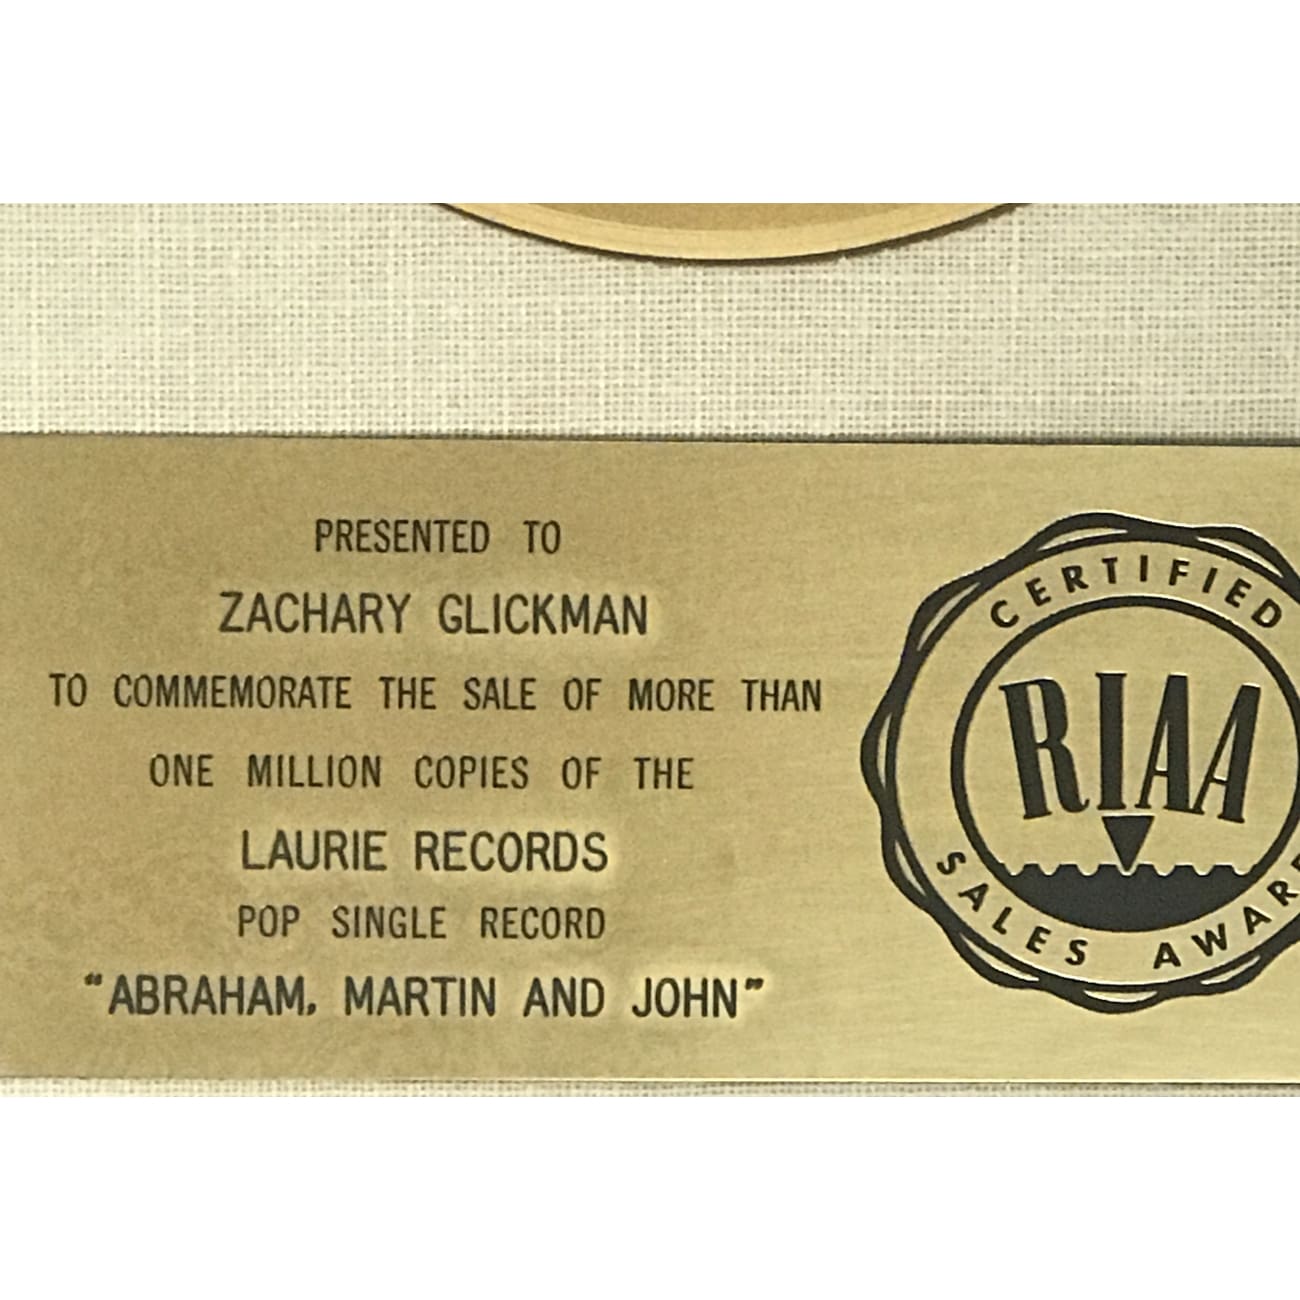 PRESENTED TO
ZACHARY GLICKMAN
TO COMMEMORATE THE SALE OF MORE THAN
ONE MILLION COPIES OF THE
LAURIE RECORDS
POP SINGLE RECORD
"ABRAHAM, MARTIN AND JOHN"
CERTIFIED
RIAA
SALES AWAR